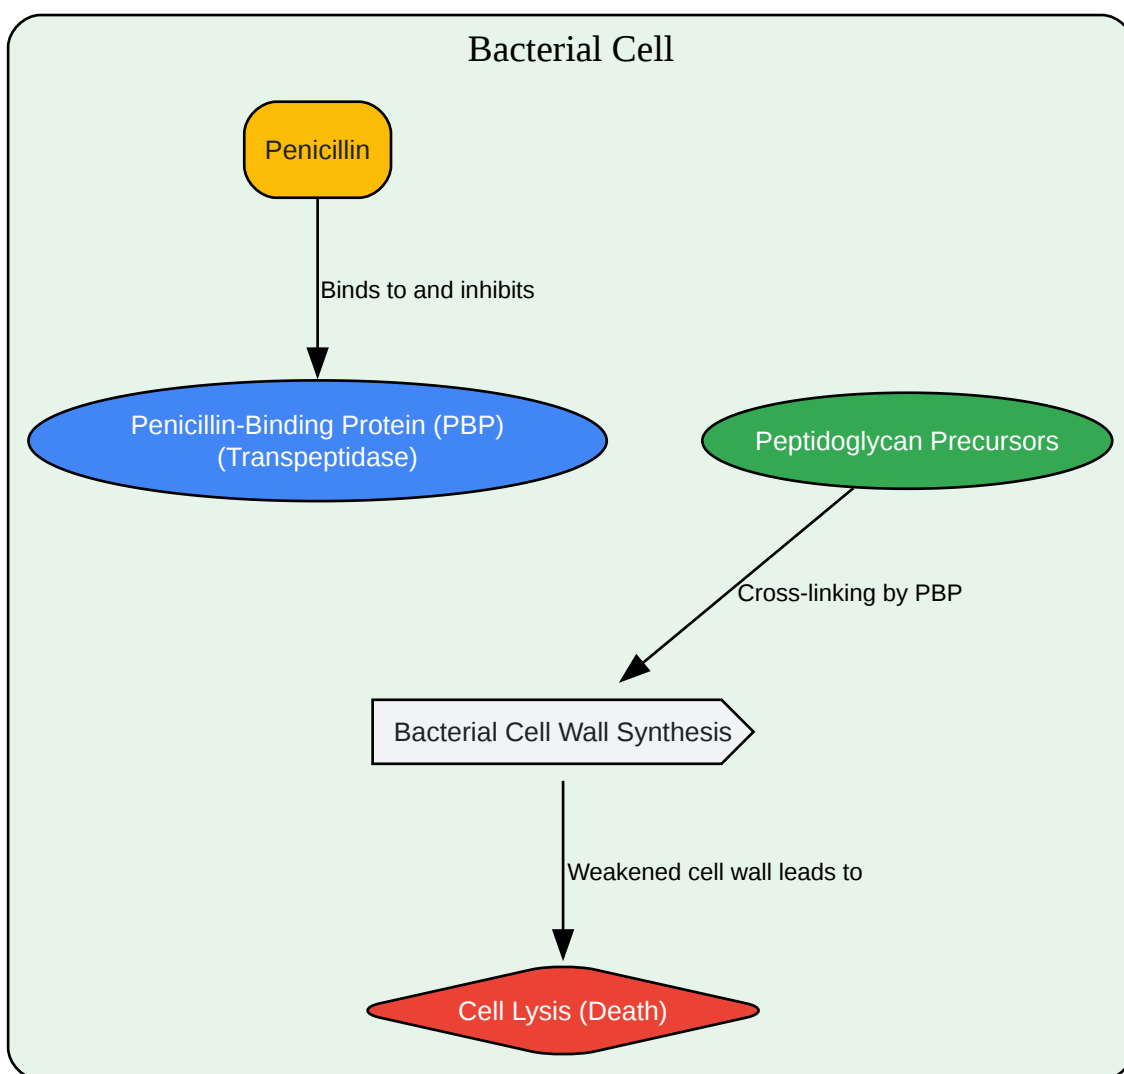 Bacterial Cell
Penicillin
Binds to and inhibits
Penicillin-Binding Protein (PBP)
(Transpeptidase)
Peptidoglycan Precursors
Cross-linking by PBP
Bacterial Cell Wall Synthesis
Weakened cell wall leads to
Cell Lysis (Death)